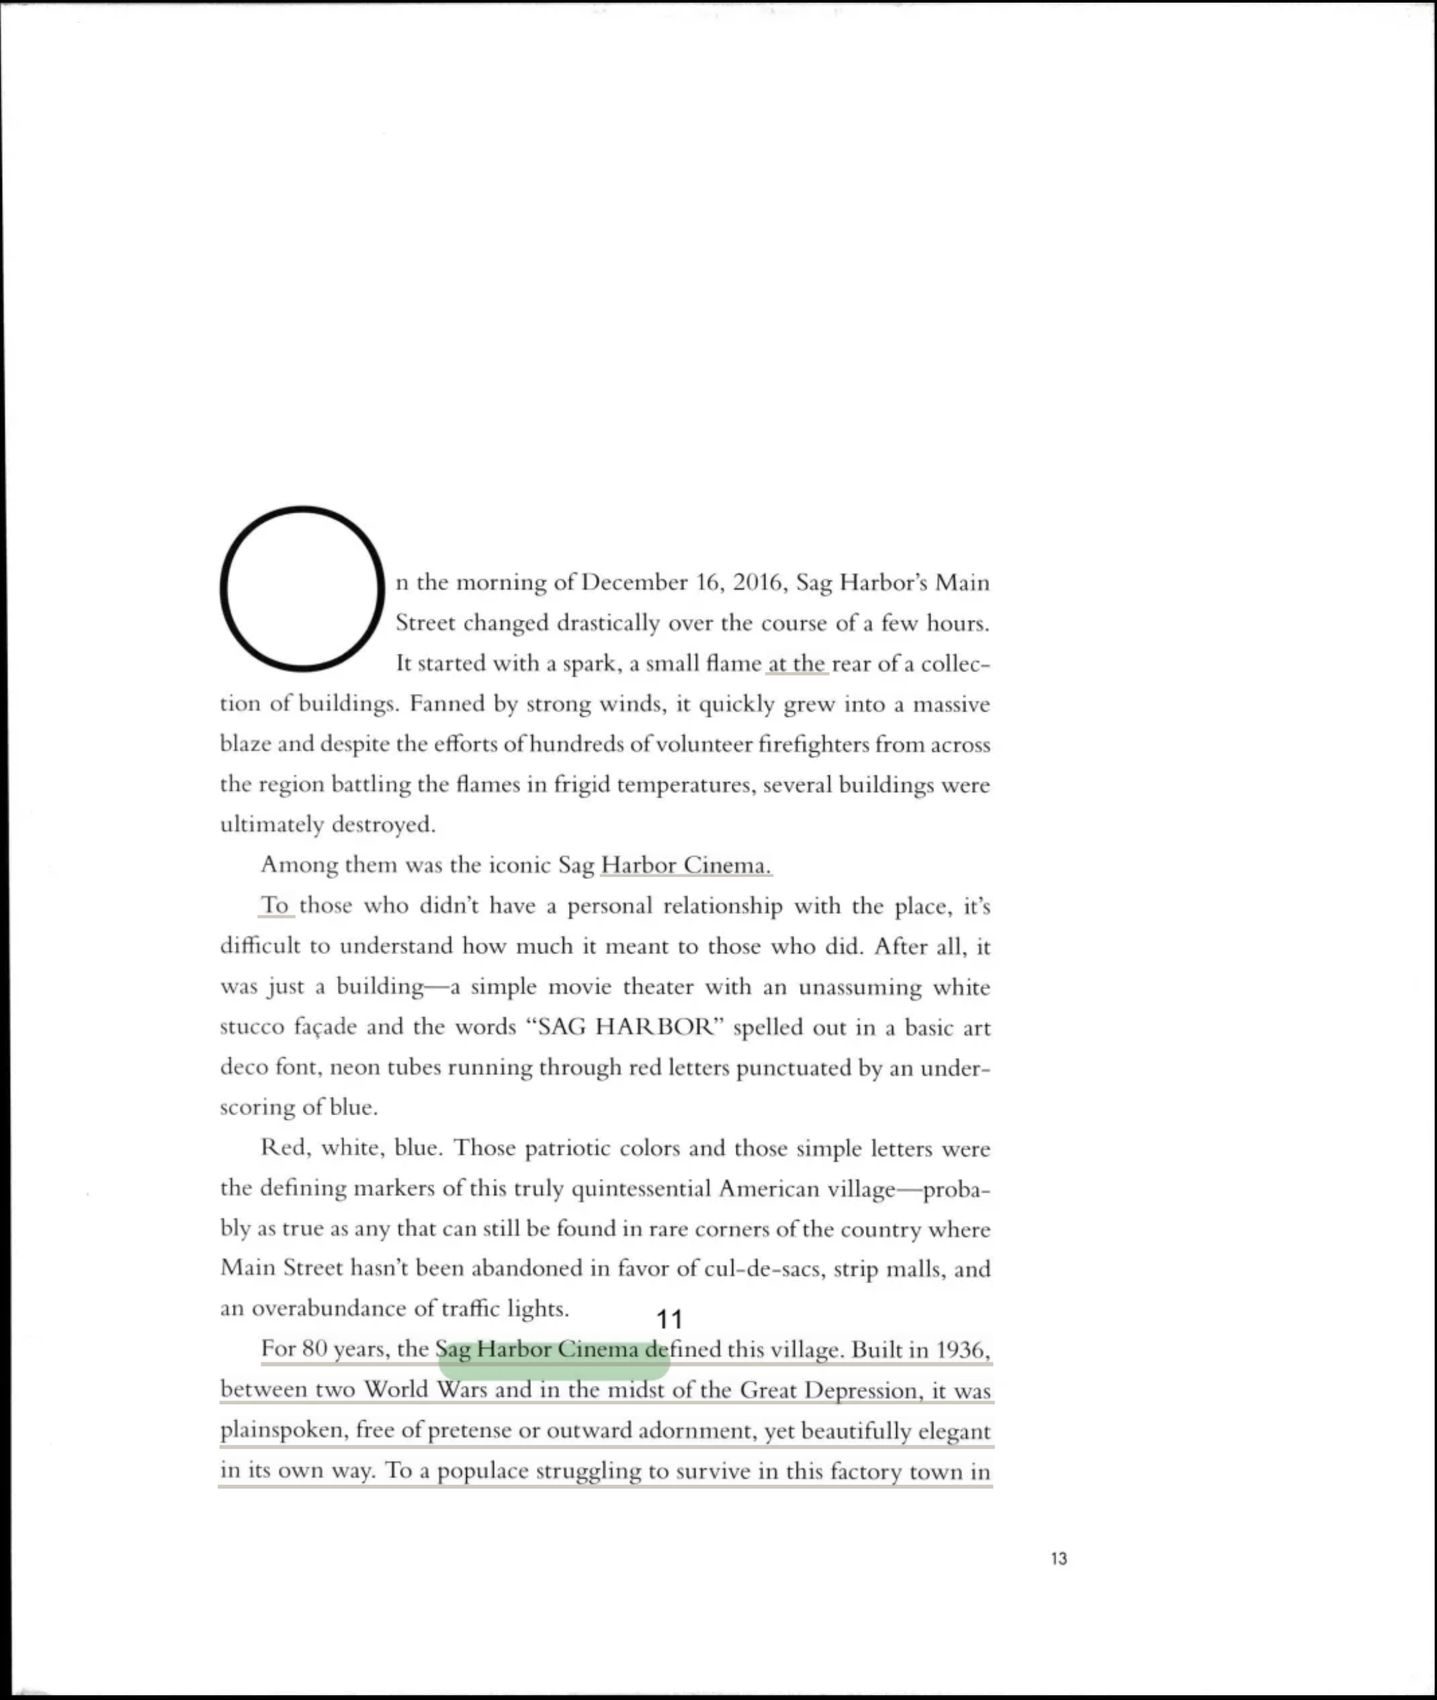 On the morning of December 16, 2016, Sag Harbor’s Main
Street changed drastically over the course of a few hours.
It started with a spark, a small flame at the rear of a collec-
tion of buildings. Fanned by strong winds, it quickly grew into a massive
blaze and despite the efforts of hundreds of volunteer firefighters from across
the region battling the flames in frigid temperatures, several buildings were
ultimately destroyed.
Among them was the iconic Sag Harbor Cinema.
To those who didn’t have a personal relationship with the place, it’s
difficult to understand how much it meant to those who did. After all, it
was just a building—a simple movie theater with an unassuming white
stucco façade and the words “SAG HARBOR” spelled out in a basic art
deco font, neon tubes running through red letters punctuated by an under-
scoring of blue.
Red, white, blue. Those patriotic colors and those simple letters were
the defining markers of this truly quintessential American village—proba-
bly as true as any that can still be found in rare corners of the country where
Main Street hasn’t been abandoned in favor of cul-de-sacs, strip malls, and
an overabundance of traffic lights.
11
For 80 years, the Sag Harbor Cinema defined this village. Built in 1936,
between two World Wars and in the midst of the Great Depression, it was
plainspoken, free of pretense or outward adornment, yet beautifully elegant
in its own way. To a populace struggling to survive in this factory town in
13